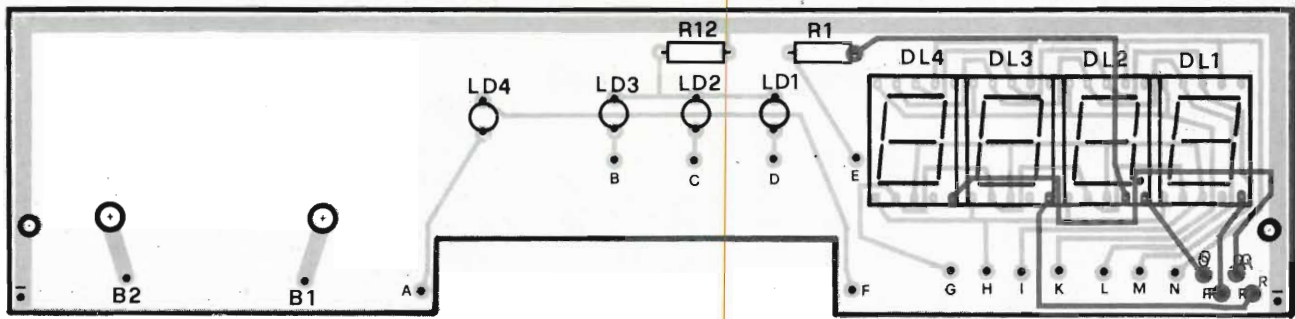 R12 R1
DL4 DL3 DL2 DL1
LD4 LD3 LD2 LD1
B C D E
B2 B1 A F G H I K L M N
R